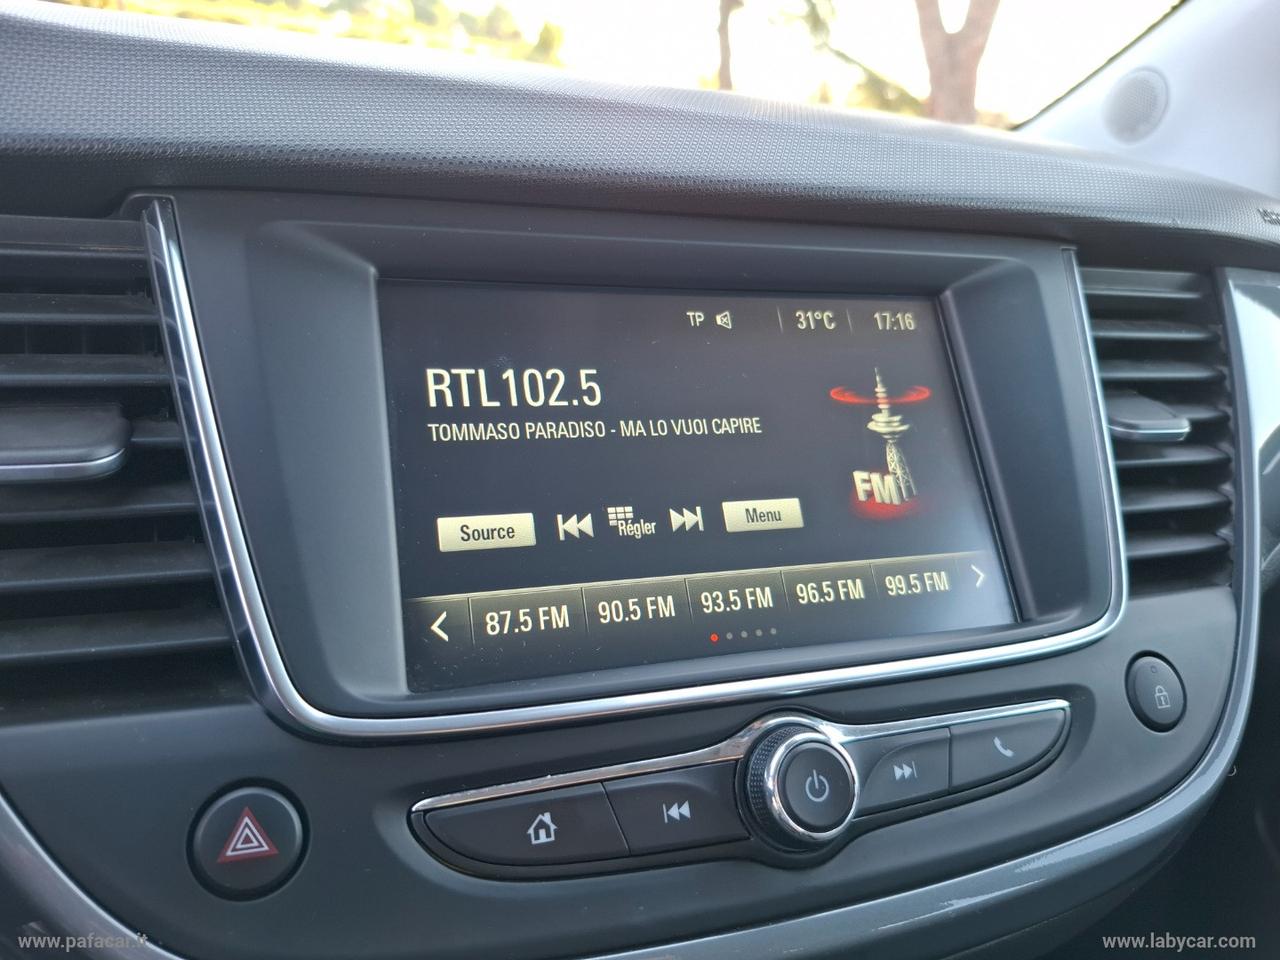 TP 31°C 17:16
RTL102.5
TOMMASO PARADISO - MA LO VUOI CAPIRE
FM
Source Régler Menu
87.5 FM 90.5 FM 93.5 FM 96.5 FM 99.5 FM
www.pafacar.it
www.labycar.com